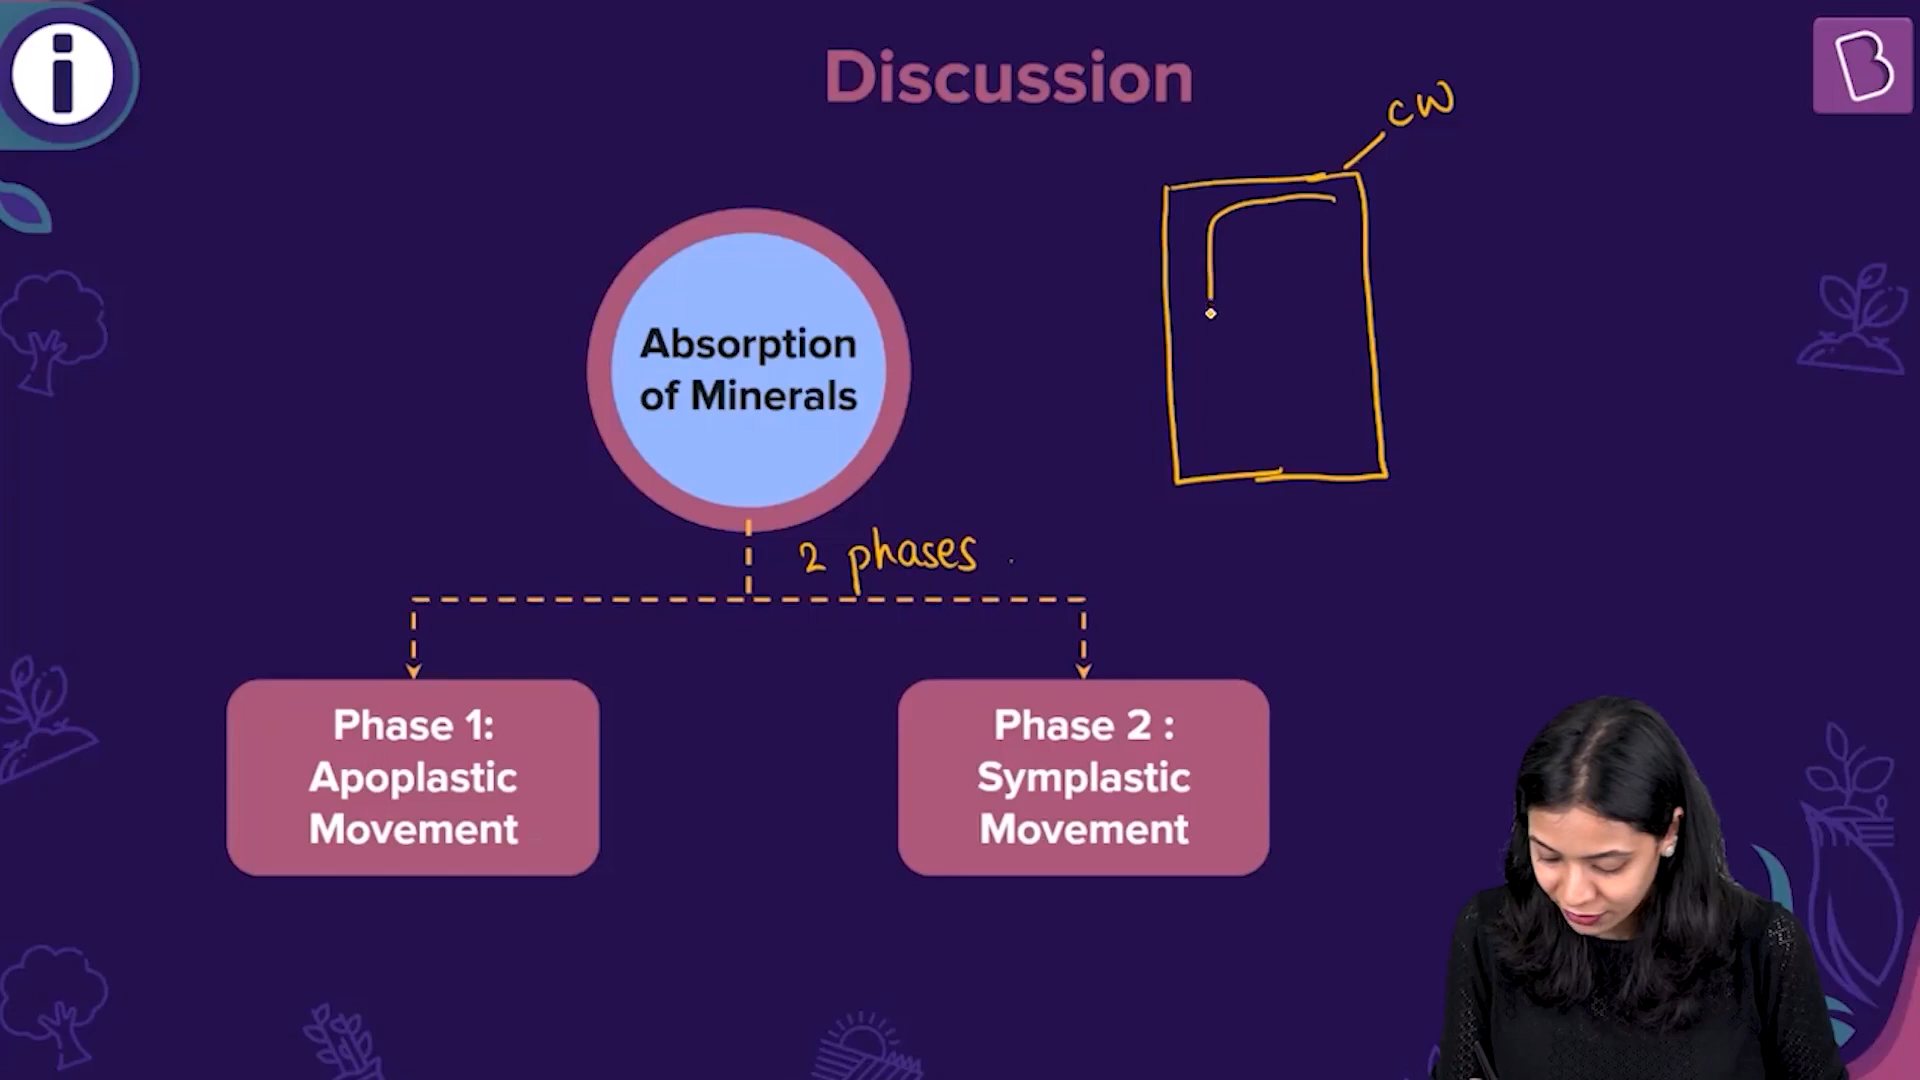 Discussion
CW
Absorption
of Minerals
2 phases
Phase 1:
Apoplastic
Movement
Phase 2 :
Symplastic
Movement